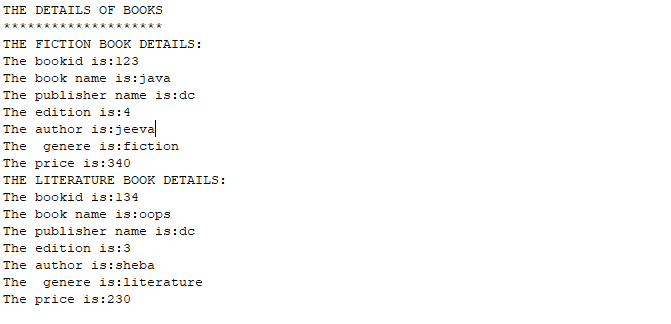 THE DETAILS OF BOOKS
********************
THE FICTION BOOK DETAILS:
The bookid is:123
The book name is:java
The publisher name is:dc
The edition is:4
The author is:jeeva
The  genere is:fiction
The price is:340
THE LITERATURE BOOK DETAILS:
The bookid is:134
The book name is:oops
The publisher name is:dc
The edition is:3
The author is:sheba
The  genere is:literature
The price is:230